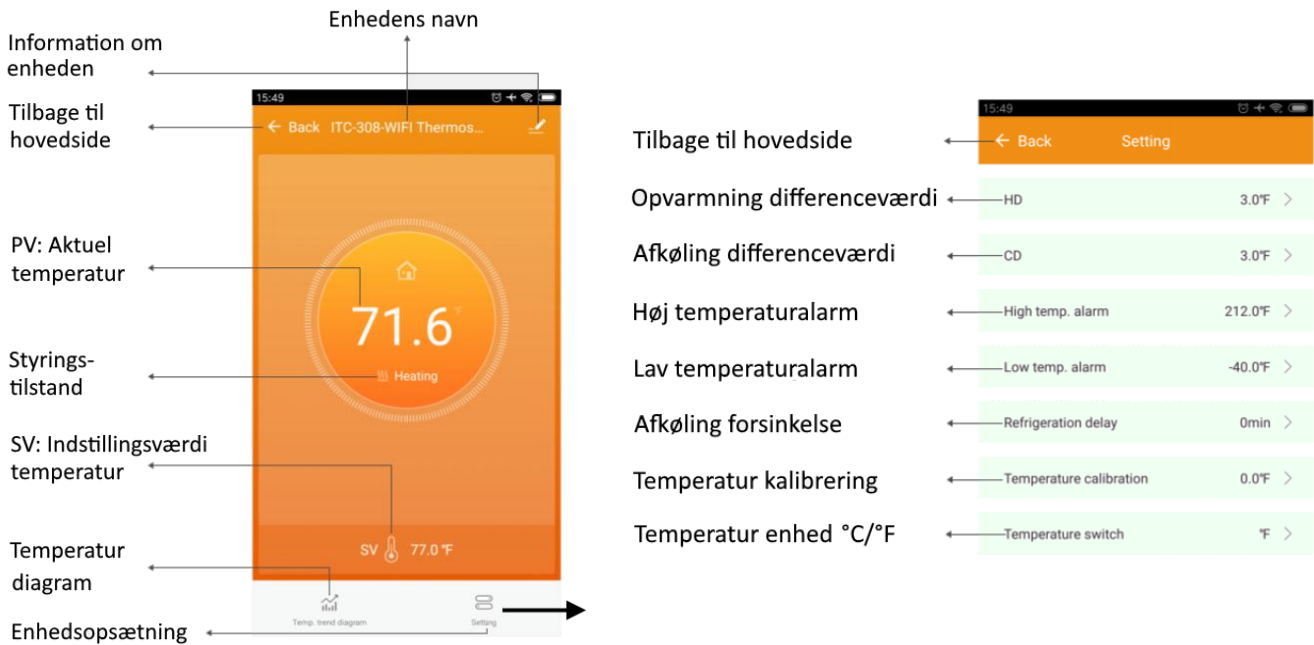 Enhedens navn
Information om
enheden
Tilbage til
hovedside
PV: Aktuel
temperatur
Styrings-
tilstand
SV: Indstillingsværdi
temperatur
Temperatur
diagram
Enhedsopsætning
15:49
Back ITC-308-WIFI Thermos...
71.6 °F
Heating
SV 77.0 °F
Temp. trend diagram
Setting
Tilbage til hovedside
Opvarmning differenceværdi
Afkøling differenceværdi
Høj temperaturalarm
Lav temperaturalarm
Afkøling forsinkelse
Temperatur kalibrering
Temperatur enhed °C/°F
15:49
Back Setting
HD 3.0°F
CD 3.0°F
High temp. alarm 212.0°F
Low temp. alarm -40.0°F
Refrigeration delay 0min
Temperature calibration 0.0°F
Temperature switch °F